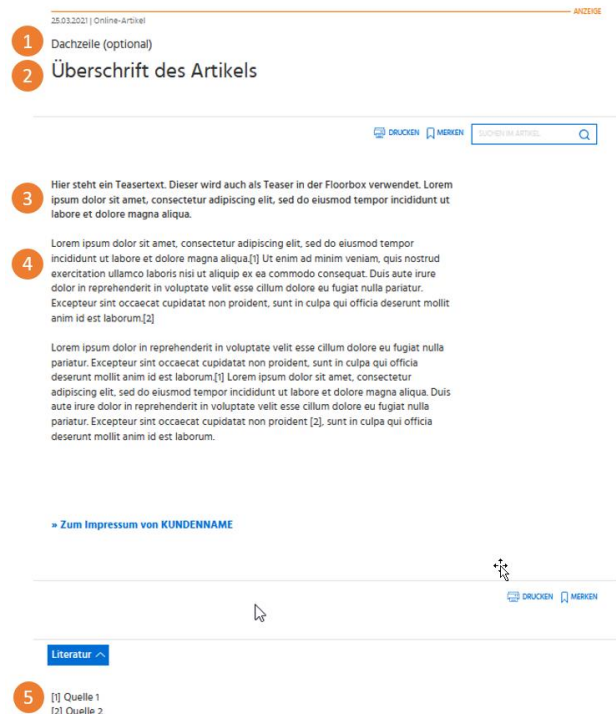 ANZEIGE
25.03.2021 | Online-Artikel
1 Dachzeile (optional)
2 Überschrift des Artikels
DRUCKEN MERKEN SUCHEN IM ARTIKEL
3 Hier steht ein Teasertext. Dieser wird auch als Teaser in der Floorbox verwendet. Lorem
ipsum dolor sit amet, consectetur adipiscing elit, sed do eiusmod tempor incididunt ut
labore et dolore magna aliqua.
4 Lorem ipsum dolor sit amet, consectetur adipiscing elit, sed do eiusmod tempor
incididunt ut labore et dolore magna aliqua.[1] Ut enim ad minim veniam, quis nostrud
exercitation ullamco laboris nisi ut aliquip ex ea commodo consequat. Duis aute irure
dolor in reprehenderit in voluptate velit esse cillum dolore eu fugiat nulla pariatur.
Excepteur sint occaecat cupidatat non proident, sunt in culpa qui officia deserunt mollit
anim id est laborum.[2]
Lorem ipsum dolor in reprehenderit in voluptate velit esse cillum dolore eu fugiat nulla
pariatur. Excepteur sint occaecat cupidatat non proident, sunt in culpa qui officia
deserunt mollit anim id est laborum.[1] Lorem ipsum dolor sit amet, consectetur
adipiscing elit, sed do eiusmod tempor incididunt ut labore et dolore magna aliqua. Duis
aute irure dolor in reprehenderit in voluptate velit esse cillum dolore eu fugiat nulla
pariatur. Excepteur sint occaecat cupidatat non proident [2], sunt in culpa qui officia
deserunt mollit anim id est laborum.
» Zum Impressum von KUNDENNAME
DRUCKEN MERKEN
Literatur
5 [1] Quelle 1
[2] Quelle 2